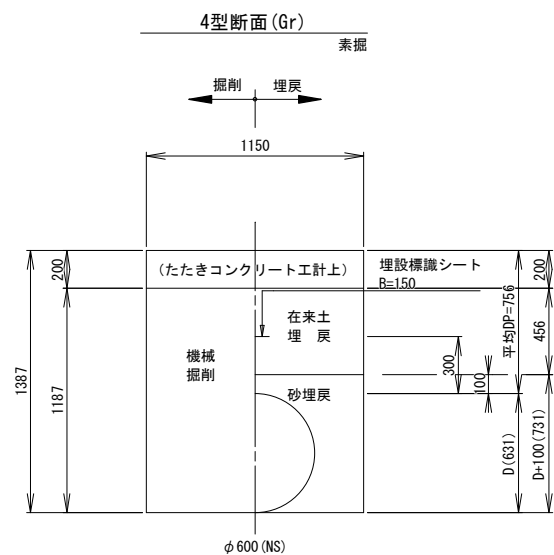 4型断面(Gr)
素掘
掘削
埋戻
1150
200
(たたきコンクリート工計上)
埋設標識シート
B=150
200
1387
1187
機械
掘削
在来土
埋 戻
砂埋戻
300
100
平均DP=756
456
D(631)
D+100(731)
φ600(NS)